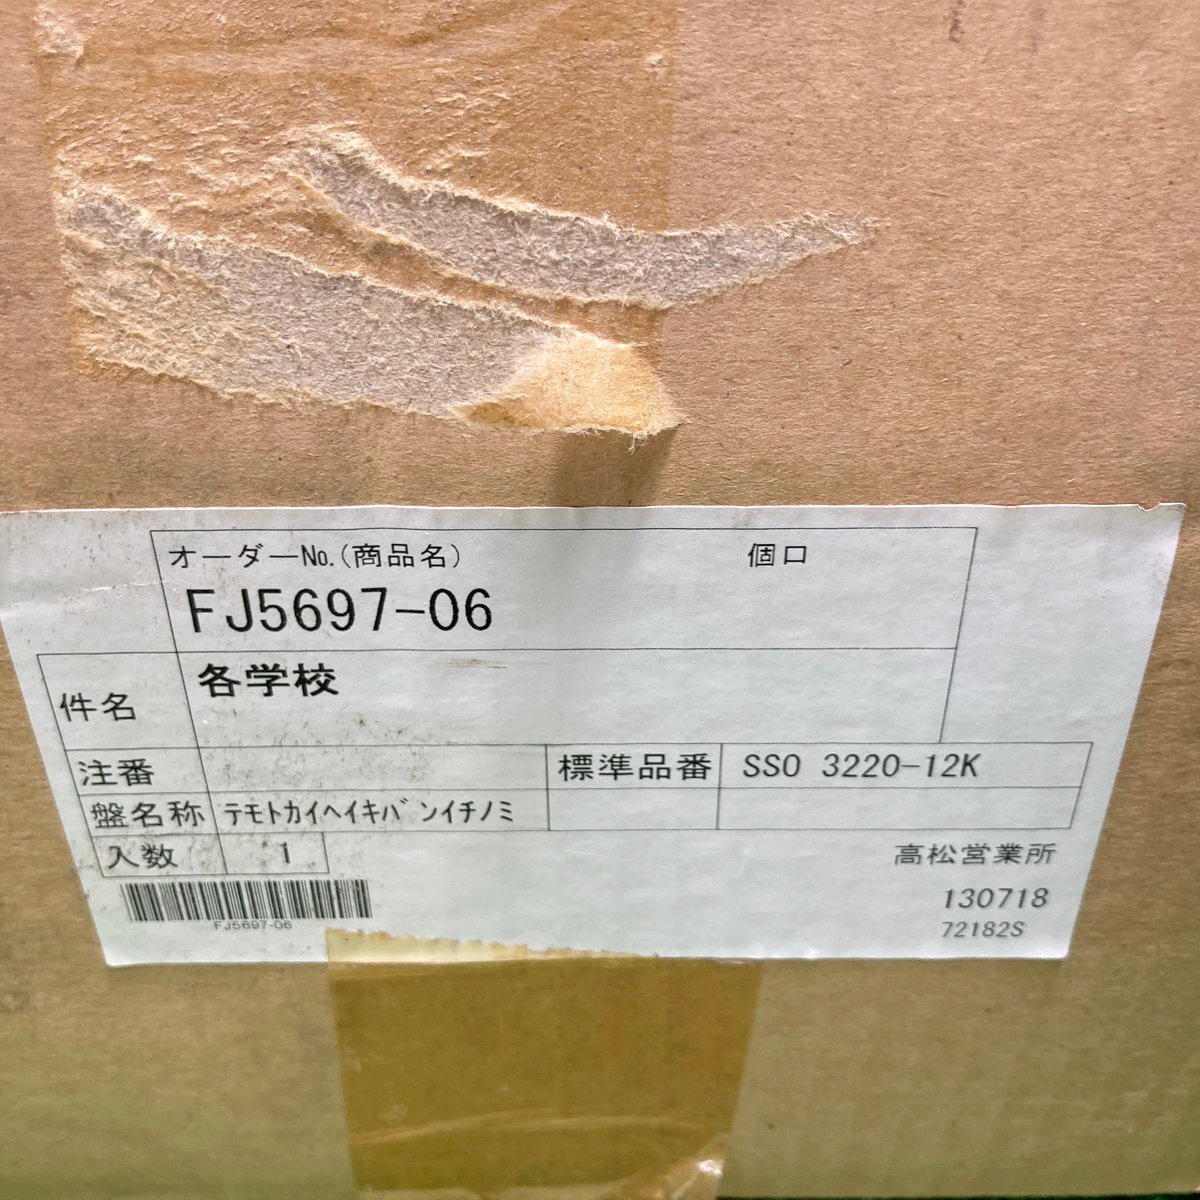 オーダーNo.(商品名) 個口
FJ5697-06
件名 各学校
注番 標準品番 SSO 3220-12K
盤名称 ﾃﾓﾄｶｲﾍｲｷﾊﾞﾝｲﾁﾉﾐ
入数 1
高松営業所
FJ5697-06
130718
72182S